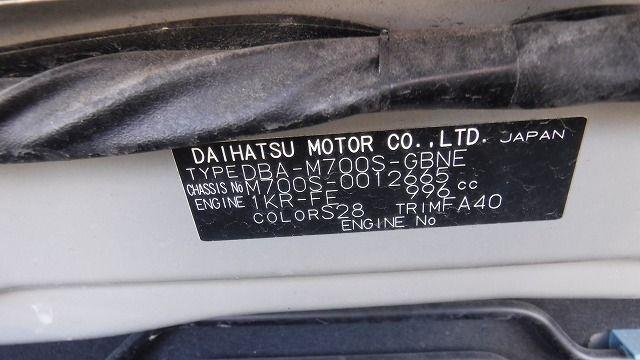 DAIHATSU MOTOR CO.,LTD. JAPAN
TYPE DBA-M700S-GBNE
CHASSIS No M700S-0012665
ENGINE 1KR-FE 996 cc
COLOR S28 TRIM FA40
ENGINE No